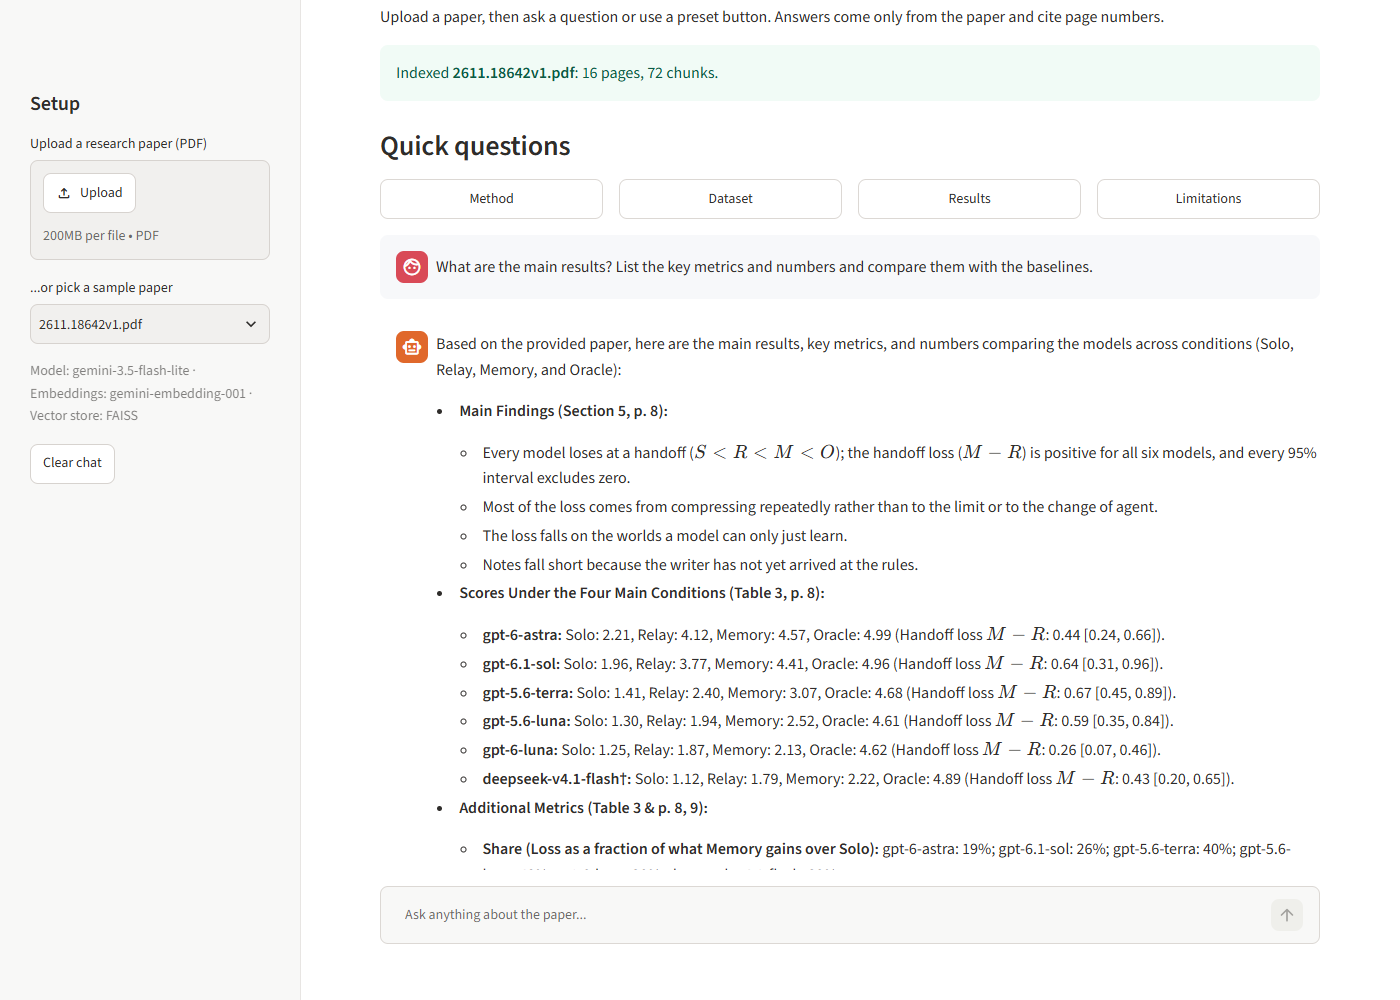 Setup
Upload a research paper (PDF)
Upload
200MB per file • PDF
...or pick a sample paper
2611.18642v1.pdf
Model: gemini-3.5-flash-lite ·
Embeddings: gemini-embedding-001 ·
Vector store: FAISS
Clear chat
Upload a paper, then ask a question or use a preset button. Answers come only from the paper and cite page numbers.
Indexed 2611.18642v1.pdf: 16 pages, 72 chunks.
Quick questions
Method
Dataset
Results
Limitations
What are the main results? List the key metrics and numbers and compare them with the baselines.
Based on the provided paper, here are the main results, key metrics, and numbers comparing the models across conditions (Solo,
Relay, Memory, and Oracle):
• Main Findings (Section 5, p. 8):
◦ Every model loses at a handoff (S < R < M < O); the handoff loss (M − R) is positive for all six models, and every 95%
interval excludes zero.
◦ Most of the loss comes from compressing repeatedly rather than to the limit or to the change of agent.
◦ The loss falls on the worlds a model can only just learn.
◦ Notes fall short because the writer has not yet arrived at the rules.
• Scores Under the Four Main Conditions (Table 3, p. 8):
◦ gpt-6-astra: Solo: 2.21, Relay: 4.12, Memory: 4.57, Oracle: 4.99 (Handoff loss M − R: 0.44 [0.24, 0.66]).
◦ gpt-6.1-sol: Solo: 1.96, Relay: 3.77, Memory: 4.41, Oracle: 4.96 (Handoff loss M − R: 0.64 [0.31, 0.96]).
◦ gpt-5.6-terra: Solo: 1.41, Relay: 2.40, Memory: 3.07, Oracle: 4.68 (Handoff loss M − R: 0.67 [0.45, 0.89]).
◦ gpt-5.6-luna: Solo: 1.30, Relay: 1.94, Memory: 2.52, Oracle: 4.61 (Handoff loss M − R: 0.59 [0.35, 0.84]).
◦ gpt-6-luna: Solo: 1.25, Relay: 1.87, Memory: 2.13, Oracle: 4.62 (Handoff loss M − R: 0.26 [0.07, 0.46]).
◦ deepseek-v4.1-flash†: Solo: 1.12, Relay: 1.79, Memory: 2.22, Oracle: 4.89 (Handoff loss M − R: 0.43 [0.20, 0.65]).
• Additional Metrics (Table 3 & p. 8, 9):
◦ Share (Loss as a fraction of what Memory gains over Solo): gpt-6-astra: 19%; gpt-6.1-sol: 26%; gpt-5.6-terra: 40%; gpt-5.6-
Ask anything about the paper...